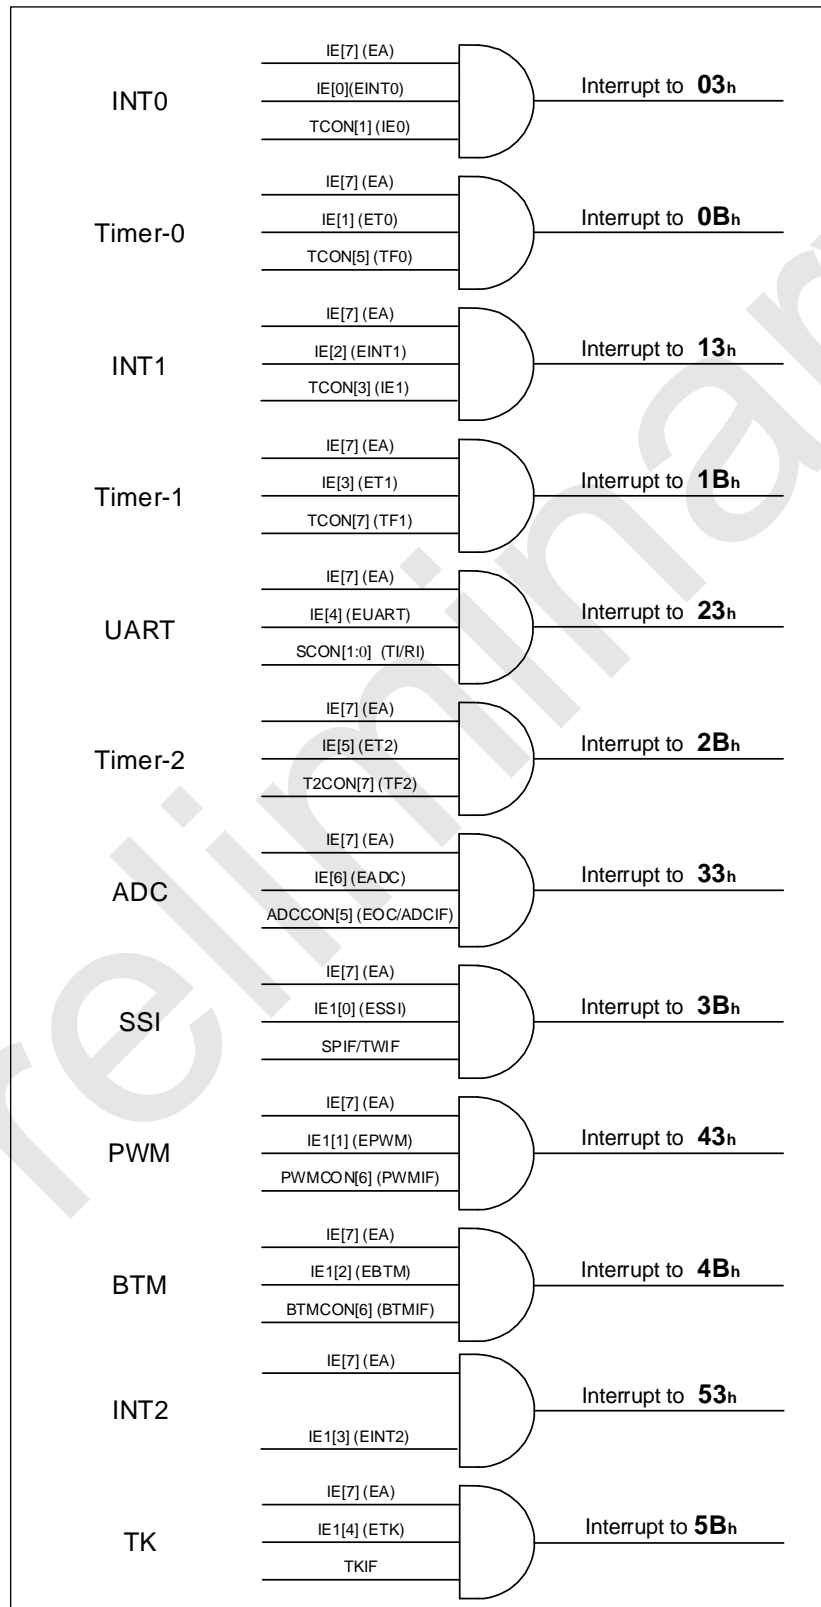 IE[7] (EA)
INT0 IE[0](EINT0) Interrupt to 03h
TCON[1] (IE0)
IE[7] (EA)
Timer-0 IE[1] (ET0) Interrupt to 0Bh
TCON[5] (TF0)
IE[7] (EA)
INT1 IE[2] (EINT1) Interrupt to 13h
TCON[3] (IE1)
IE[7] (EA)
Timer-1 IE[3] (ET1) Interrupt to 1Bh
TCON[7] (TF1)
IE[7] (EA)
UART IE[4] (EUART) Interrupt to 23h
SCON[1:0] (TI/RI)
IE[7] (EA)
Timer-2 IE[5] (ET2) Interrupt to 2Bh
T2CON[7] (TF2)
IE[7] (EA)
ADC IE[6] (EADC) Interrupt to 33h
ADCCON[5] (EOC/ADCIF)
IE[7] (EA)
SSI IE1[0] (ESSI) Interrupt to 3Bh
SPIF/TWIF
IE[7] (EA)
PWM IE1[1] (EPWM) Interrupt to 43h
PWMCON[6] (PWMIF)
IE[7] (EA)
BTM IE1[2] (EBTM) Interrupt to 4Bh
BTMCON[6] (BTMIF)
IE[7] (EA)
INT2 Interrupt to 53h
IE1[3] (EINT2)
IE[7] (EA)
TK IE1[4] (ETK) Interrupt to 5Bh
TKIF
reliminar